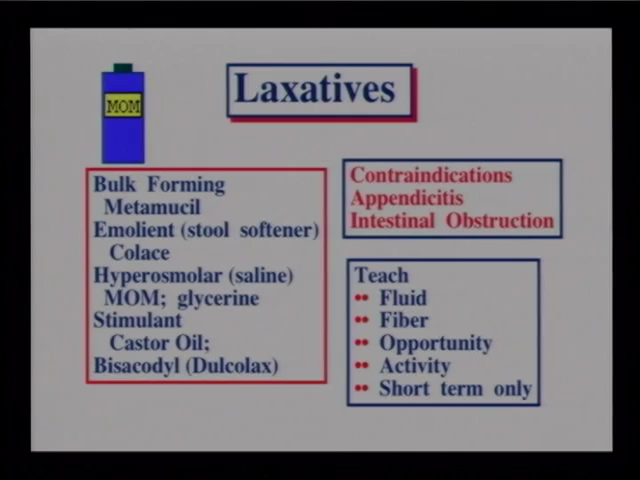 MOM
Laxatives
Bulk Forming
Metamucil
Emolient (stool softener)
Colace
Hyperosmolar (saline)
MOM; glycerine
Stimulant
Castor Oil;
Bisacodyl (Dulcolax)
Contraindications
Appendicitis
Intestinal Obstruction
Teach
•• Fluid
•• Fiber
•• Opportunity
•• Activity
•• Short term only